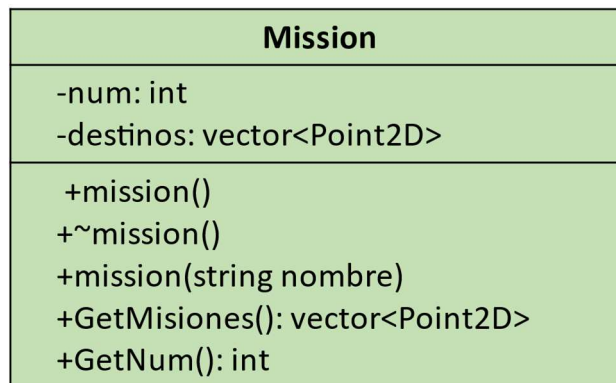 Mission
-num: int
-destinos: vector<Point2D>
+mission()
+~mission()
+mission(string nombre)
+GetMisiones(): vector<Point2D>
+GetNum(): int